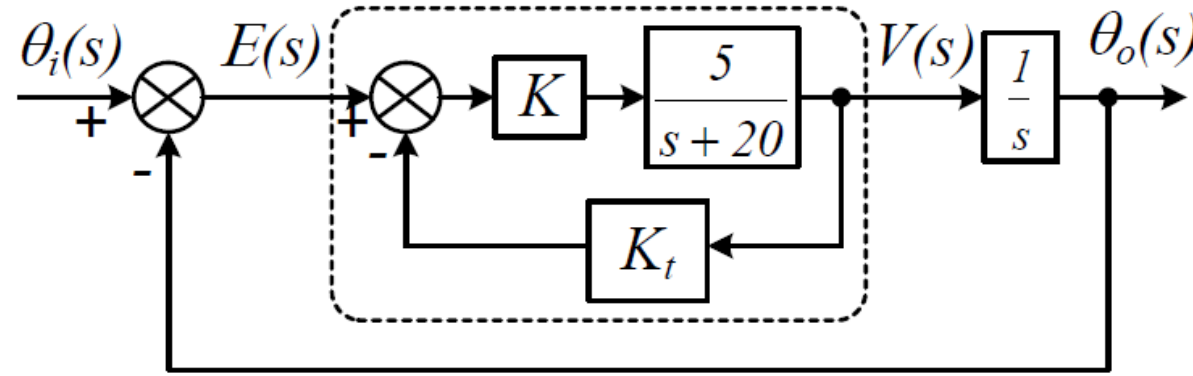 θi(s) E(s) V(s) θo(s)
+ - + - K 5 1
s + 20 s
Kt